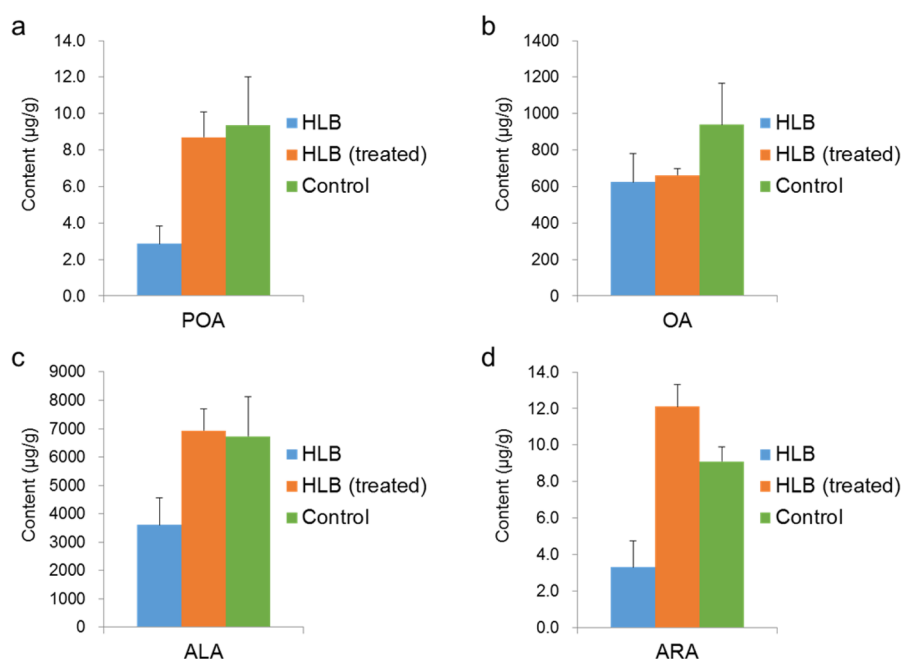 a
Content (μg/g)
14.0
12.0
10.0
8.0
6.0
4.0
2.0
0.0
POA
HLB
HLB (treated)
Control
b
Content (μg/g)
1400
1200
1000
800
600
400
200
0
OA
HLB
HLB (treated)
Control
c
Content (μg/g)
9000
8000
7000
6000
5000
4000
3000
2000
1000
0
ALA
HLB
HLB (treated)
Control
d
Content (μg/g)
14.0
12.0
10.0
8.0
6.0
4.0
2.0
0.0
ARA
HLB
HLB (treated)
Control